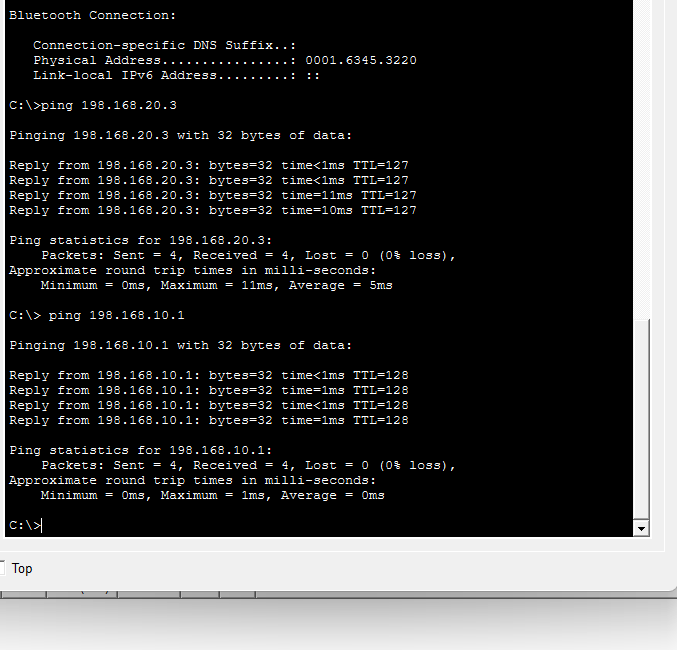 Bluetooth Connection:
Connection-specific DNS Suffix..:
Physical Address................: 0001.6345.3220
Link-local IPv6 Address.........: ::
C:\>ping 198.168.20.3
Pinging 198.168.20.3 with 32 bytes of data:
Reply from 198.168.20.3: bytes=32 time<1ms TTL=127
Reply from 198.168.20.3: bytes=32 time<1ms TTL=127
Reply from 198.168.20.3: bytes=32 time=11ms TTL=127
Reply from 198.168.20.3: bytes=32 time=10ms TTL=127
Ping statistics for 198.168.20.3:
Packets: Sent = 4, Received = 4, Lost = 0 (0% loss),
Approximate round trip times in milli-seconds:
Minimum = 0ms, Maximum = 11ms, Average = 5ms
C:\> ping 198.168.10.1
Pinging 198.168.10.1 with 32 bytes of data:
Reply from 198.168.10.1: bytes=32 time<1ms TTL=128
Reply from 198.168.10.1: bytes=32 time=1ms TTL=128
Reply from 198.168.10.1: bytes=32 time<1ms TTL=128
Reply from 198.168.10.1: bytes=32 time=1ms TTL=128
Ping statistics for 198.168.10.1:
Packets: Sent = 4, Received = 4, Lost = 0 (0% loss),
Approximate round trip times in milli-seconds:
Minimum = 0ms, Maximum = 1ms, Average = 0ms
C:\>
Top